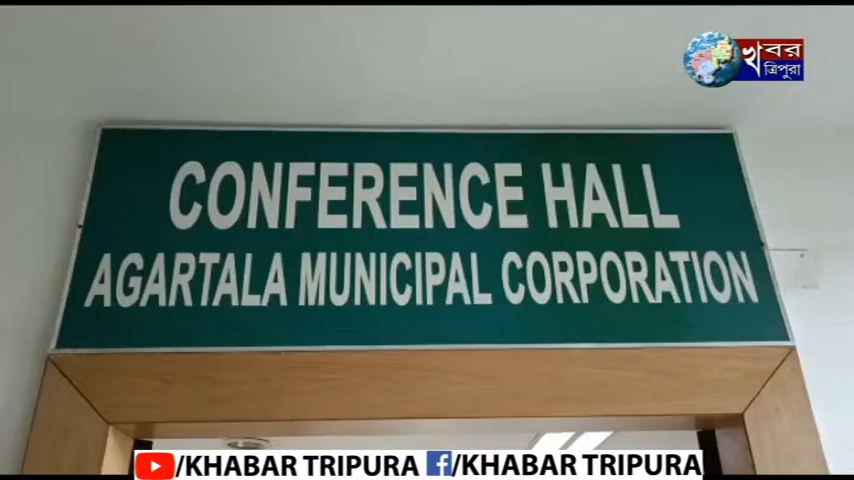 খবর
ত্রিপুরা
CONFERENCE HALL
AGARTALA MUNICIPAL CORPORATION
/KHABAR TRIPURA /KHABAR TRIPURA